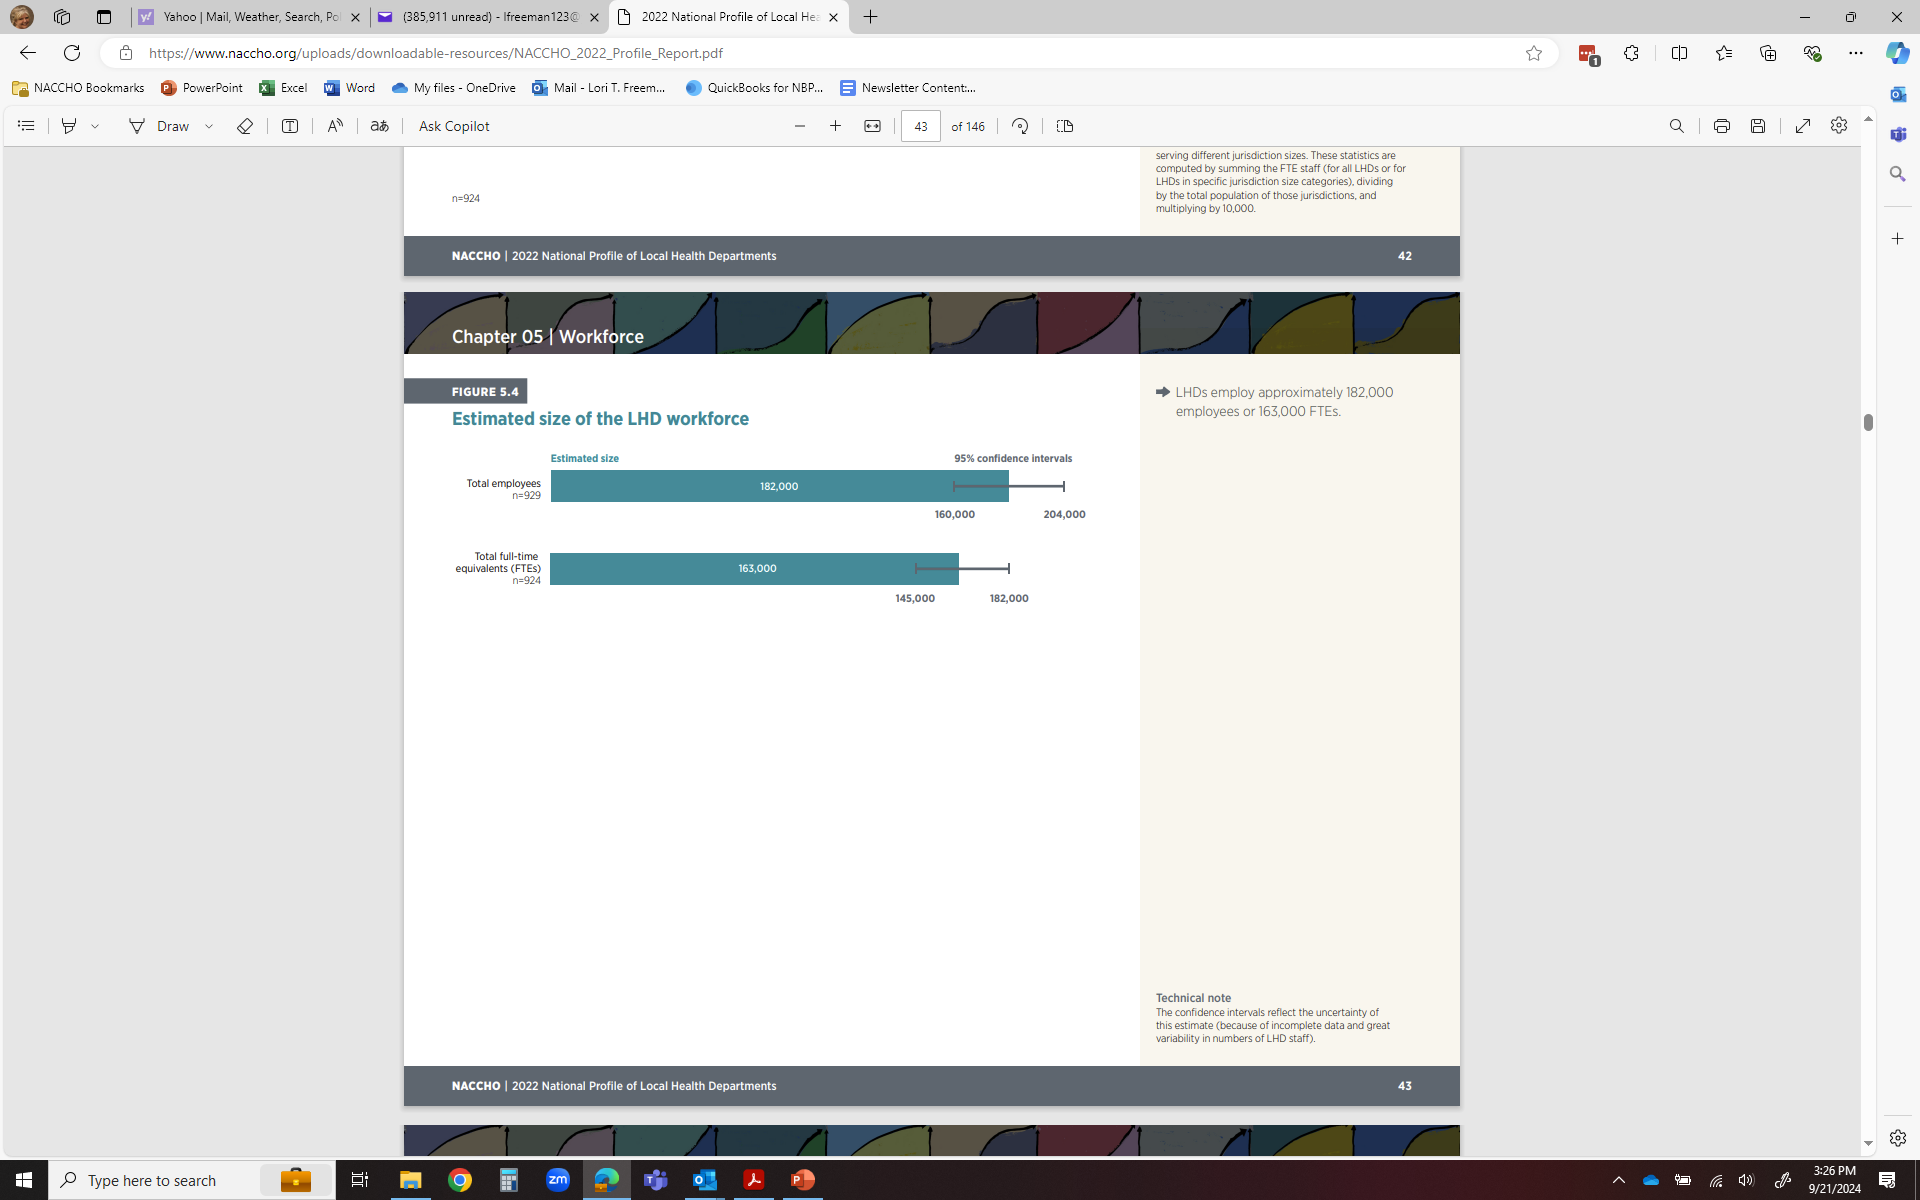 Yahoo | Mail, Weather, Search, Po
(385,911 unread) - lfreeman123@
2022 National Profile of Local Hea
https://www.naccho.org/uploads/downloadable-resources/NACCHO_2022_Profile_Report.pdf
1
NACCHO Bookmarks
PowerPoint
Excel
Word
My files - OneDrive
Mail - Lori T. Freem...
QuickBooks for NBP...
Newsletter Content:...
Draw
Ask Copilot
43
of 146
serving different jurisdiction sizes. These statistics are
computed by summing the FTE staff (for all LHDs or for
LHDs in specific jurisdiction size categories), dividing
by the total population of those jurisdictions, and
multiplying by 10,000.
n=924
NACCHO | 2022 National Profile of Local Health Departments
42
Chapter 05 | Workforce
FIGURE 5.4
Estimated size of the LHD workforce
Estimated size
95% confidence intervals
Total employees
n=929
182,000
160,000
204,000
Total full-time
equivalents (FTEs)
n=924
163,000
145,000
182,000
LHDs employ approximately 182,000
employees or 163,000 FTEs.
Technical note
The confidence intervals reflect the uncertainty of
this estimate (because of incomplete data and great
variability in numbers of LHD staff).
NACCHO | 2022 National Profile of Local Health Departments
43
Type here to search
zm
3:26 PM
9/21/2024